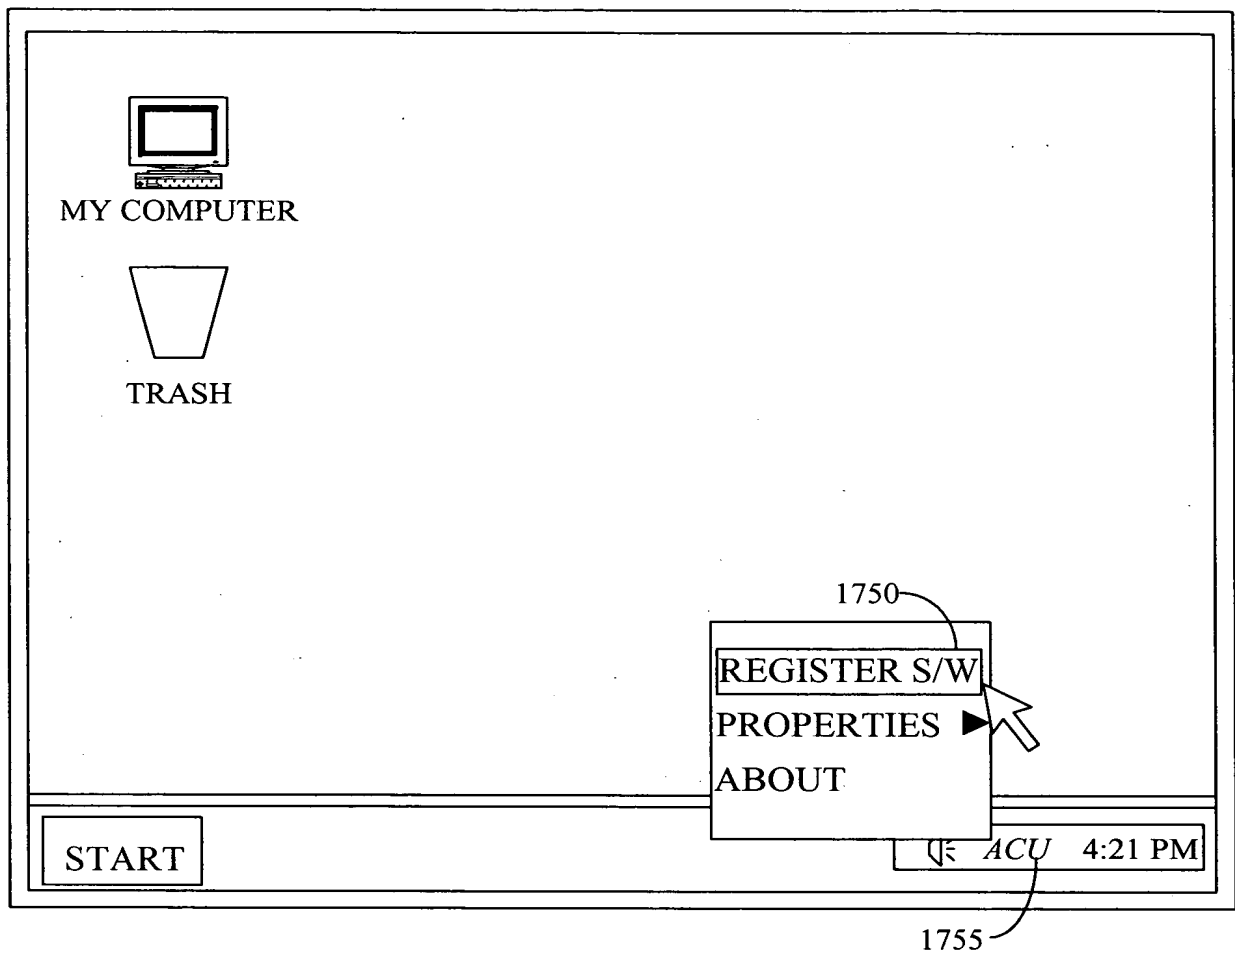 MY COMPUTER
TRASH
1750
REGISTER S/W
PROPERTIES
ABOUT
START
ACU 4:21 PM
1755